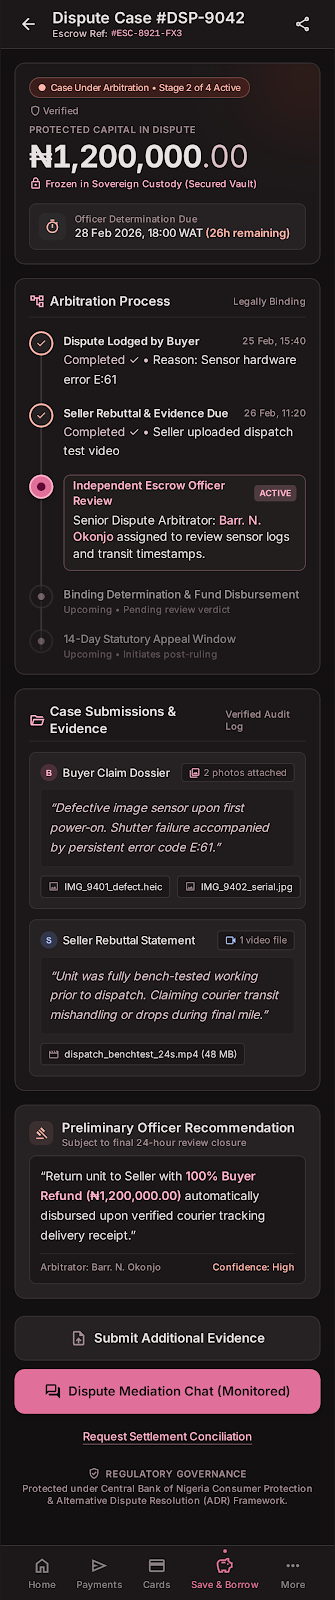 Dispute Case #DSP-9042
Escrow Ref: #ESC-8921-FX3
Case Under Arbitration • Stage 2 of 4 Active
Verified
PROTECTED CAPITAL IN DISPUTE
₦1,200,000.00
Frozen in Sovereign Custody (Secured Vault)
Officer Determination Due
28 Feb 2026, 18:00 WAT (26h remaining)
Arbitration Process
Legally Binding
Dispute Lodged by Buyer
25 Feb, 15:40
Completed ✓ • Reason: Sensor hardware
error E:61
Seller Rebuttal & Evidence Due
26 Feb, 11:20
Completed ✓ • Seller uploaded dispatch
test video
Independent Escrow Officer
Review
ACTIVE
Senior Dispute Arbitrator: Barr. N.
Okonjo assigned to review sensor logs
and transit timestamps.
Binding Determination & Fund Disbursement
Upcoming • Pending review verdict
14-Day Statutory Appeal Window
Upcoming • Initiates post-ruling
Case Submissions &
Evidence
Verified Audit
Log
B
Buyer Claim Dossier
2 photos attached
“Defective image sensor upon first
power-on. Shutter failure accompanied
by persistent error code E:61.”
IMG_9401_defect.heic
IMG_9402_serial.jpg
S
Seller Rebuttal Statement
1 video file
“Unit was fully bench-tested working
prior to dispatch. Claiming courier transit
mishandling or drops during final mile.”
dispatch_benchtest_24s.mp4 (48 MB)
Preliminary Officer Recommendation
Subject to final 24-hour review closure
“Return unit to Seller with 100% Buyer
Refund (₦1,200,000.00) automatically
disbursed upon verified courier tracking
delivery receipt.”
Arbitrator: Barr. N. Okonjo
Confidence: High
Submit Additional Evidence
Dispute Mediation Chat (Monitored)
Request Settlement Conciliation
REGULATORY GOVERNANCE
Protected under Central Bank of Nigeria Consumer Protection
& Alternative Dispute Resolution (ADR) Framework.
Home
Payments
Cards
Save & Borrow
More